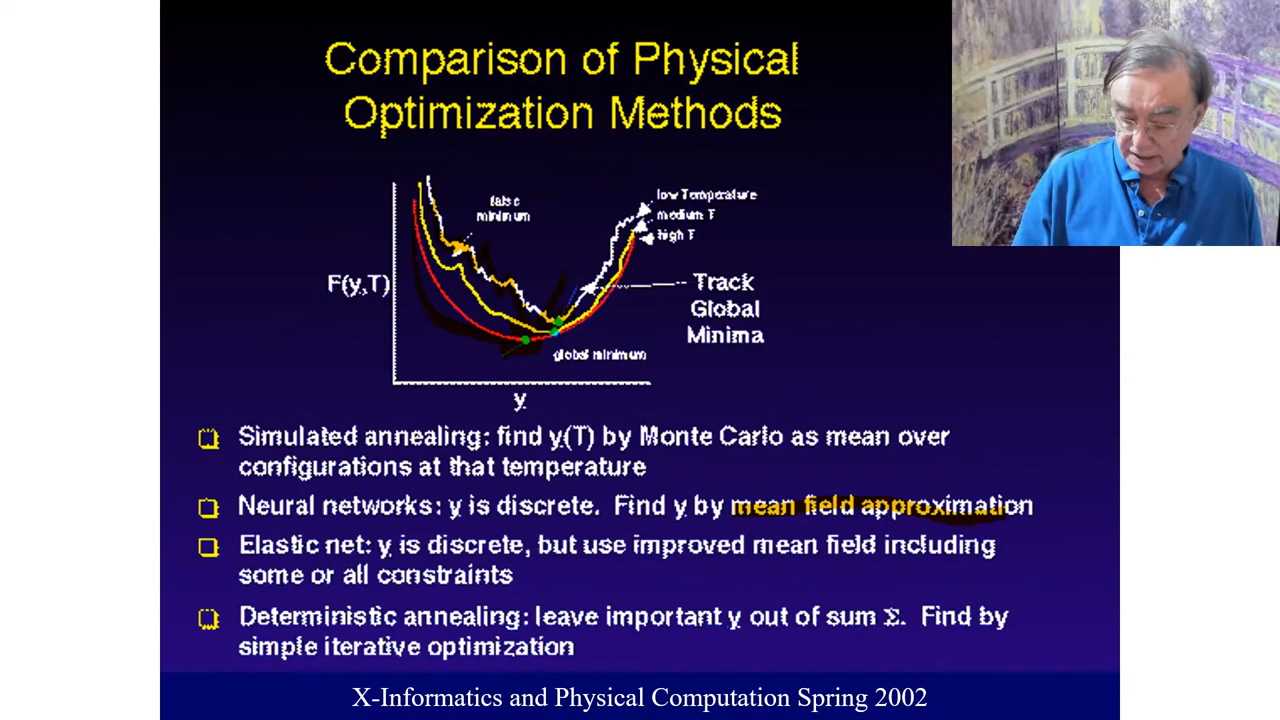 Comparison of Physical
Optimization Methods
false
minimum
low Temperature
medium T
high T
F(y,T)
Track
Global
Minima
global minimum
y
Simulated annealing: find y(T) by Monte Carlo as mean over
configurations at that temperature
Neural networks: y is discrete. Find y by mean field approximation
Elastic net: y is discrete, but use improved mean field including
some or all constraints
Deterministic annealing: leave important y out of sum Σ. Find by
simple iterative optimization
X-Informatics and Physical Computation Spring 2002